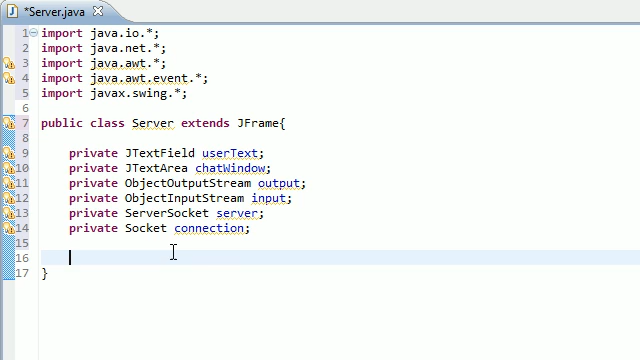 *Server.java
1 import java.io.*;
2 import java.net.*;
3 import java.awt.*;
4 import java.awt.event.*;
5 import javax.swing.*;
6
7 public class Server extends JFrame{
8
9 private JTextField userText;
10 private JTextArea chatWindow;
11 private ObjectOutputStream output;
12 private ObjectInputStream input;
13 private ServerSocket server;
14 private Socket connection;
15
16
17 }